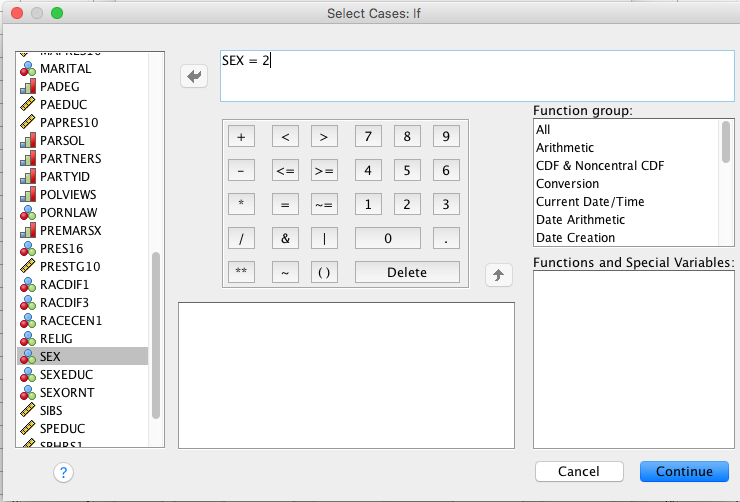 Select Cases: If
MAPRES10
MARITAL
PADEG
PAEDUC
PAPRES10
PARSOL
PARTNERS
PARTYID
POLVIEWS
PORNLAW
PREMARSX
PRES16
PRESTG10
RACDIF1
RACDIF3
RACECEN1
RELIG
SEX
SEXEDUC
SEXORNT
SIBS
SPEDUC
SPHRS1
SEX = 2
+ < > 7 8 9
- <= >= 4 5 6
* = ~= 1 2 3
/ & | 0 .
** ~ ( ) Delete
Function group:
All
Arithmetic
CDF & Noncentral CDF
Conversion
Current Date/Time
Date Arithmetic
Date Creation
Functions and Special Variables:
?
Cancel Continue